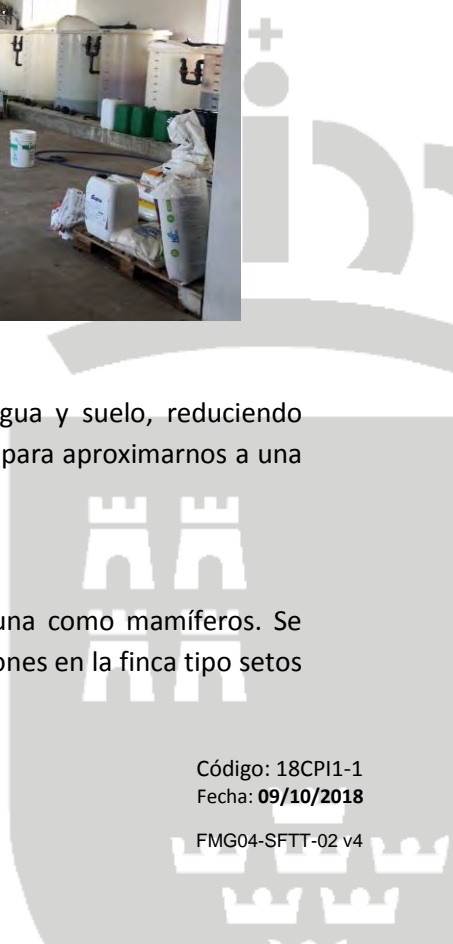 gua y suelo, reduciendo
para aproximarnos a una
una como mamíferos. Se
ones en la finca tipo setos
Código: 18CPI1-1
Fecha: 09/10/2018
FMG04-SFTT-02 v4